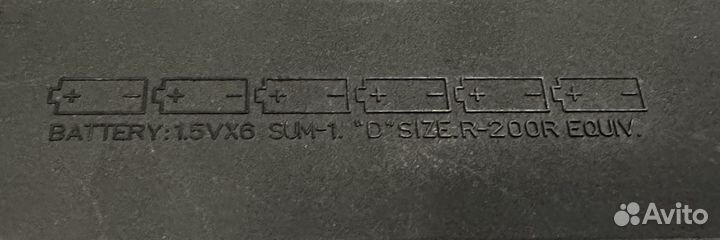 BATTERY: 1.5VX6 SUM-1. "D" SIZE.R-200R EQUIV.
Avito